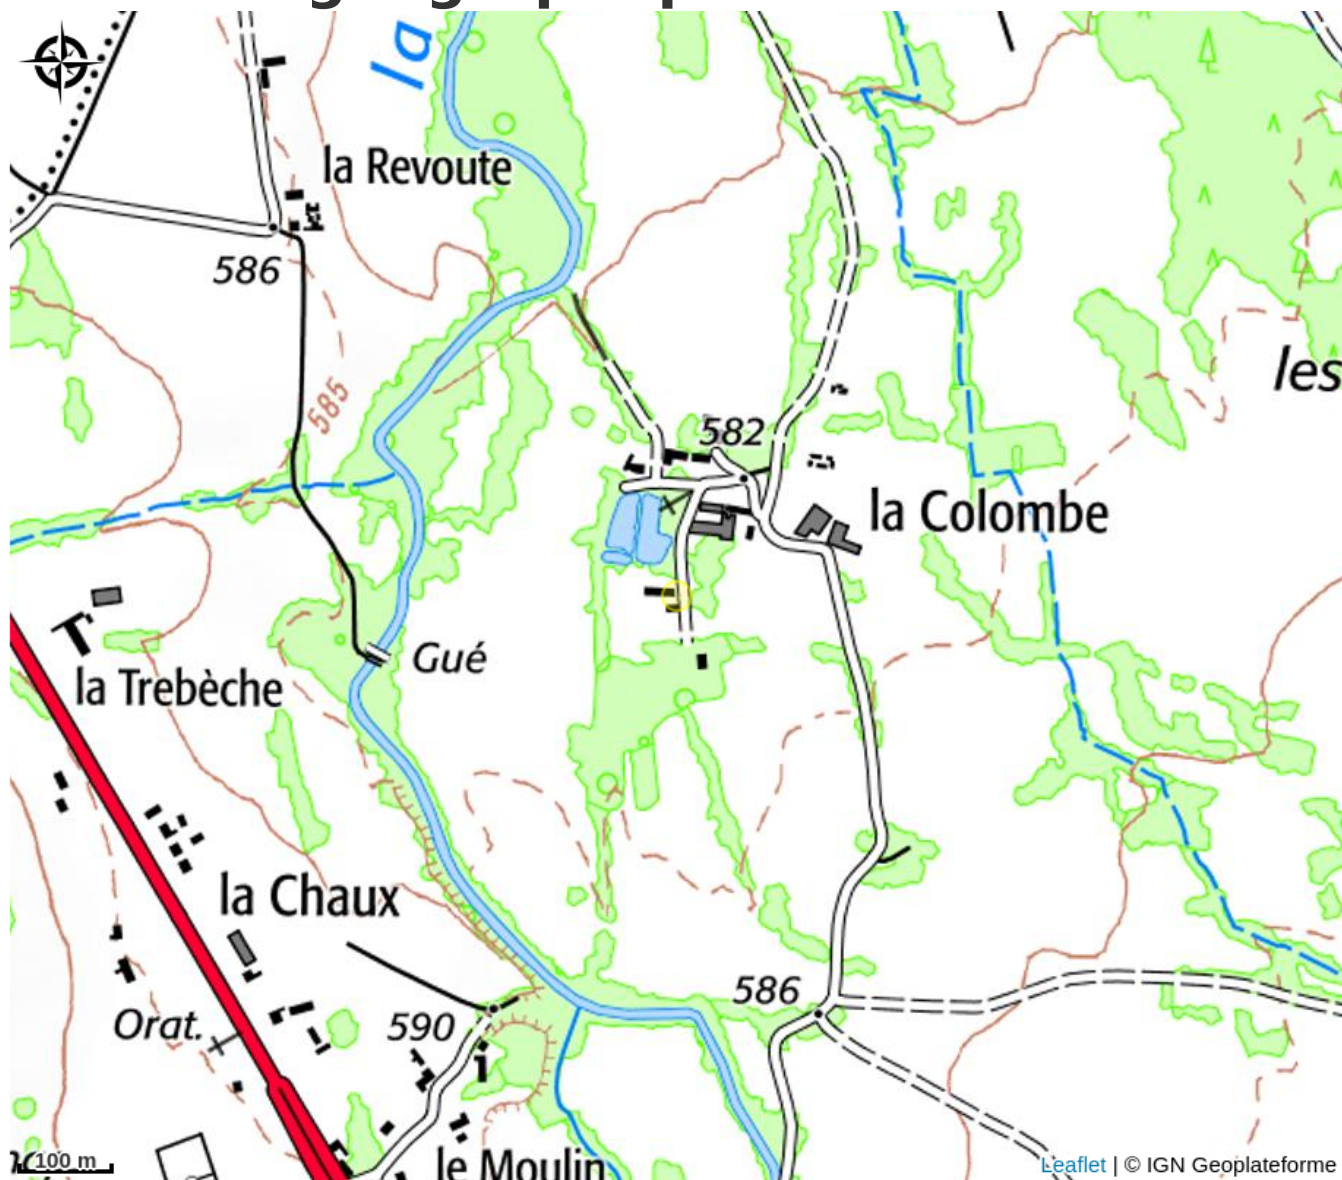 la
la Revoute
586
585
les
582
la Colombe
Gué
la Trebèche
la Chaux
586
Orat.
590
100 m
le Moulin
Leaflet | © IGN Geoplateforme